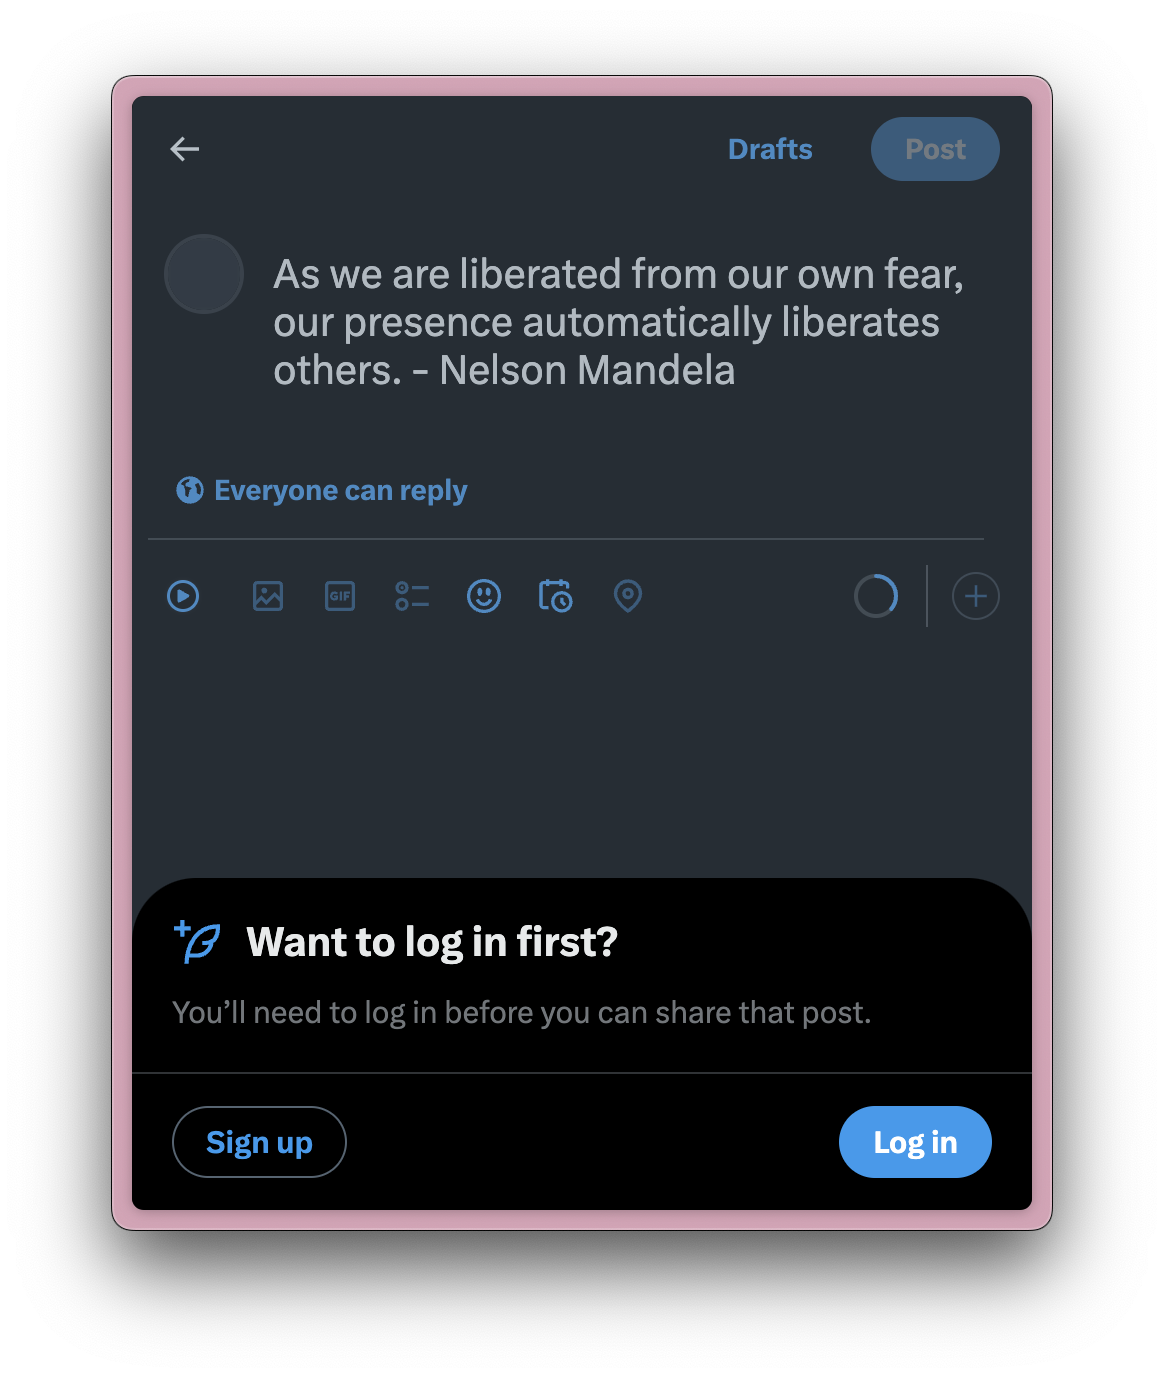 Drafts
Post
As we are liberated from our own fear,
our presence automatically liberates
others. - Nelson Mandela
Everyone can reply
GIF
Want to log in first?
You’ll need to log in before you can share that post.
Sign up
Log in